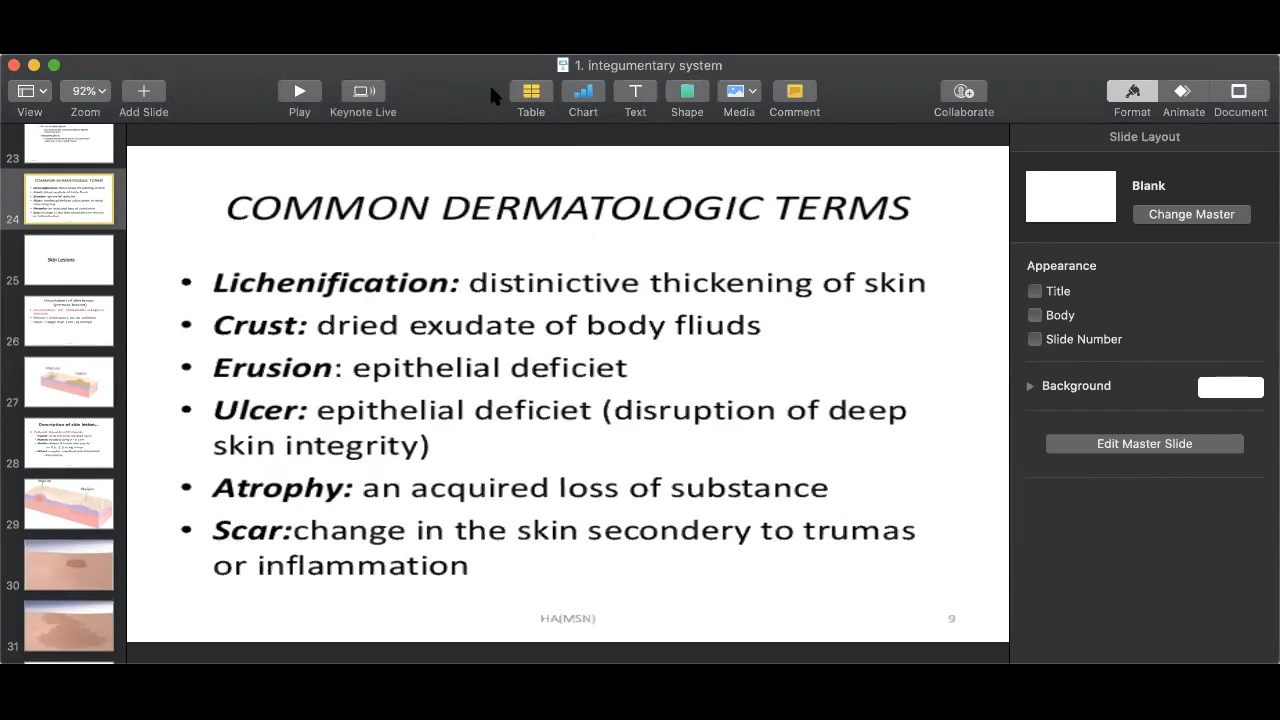 1. integumentary system
92%
View
Zoom
Add Slide
Play
Keynote Live
Table
Chart
Text
Shape
Media
Comment
Collaborate
Format
Animate
Document
23
24
COMMON DERMATOLOGIC TERMS
25
Skin Lesions
26
27
28
29
30
31
COMMON DERMATOLOGIC TERMS
• Lichenification: distinictive thickening of skin
• Crust: dried exudate of body fliuds
• Erusion: epithelial deficiet
• Ulcer: epithelial deficiet (disruption of deep
skin integrity)
• Atrophy: an acquired loss of substance
• Scar:change in the skin secondery to trumas
or inflammation
HA(MSN)
9
Slide Layout
Blank
Change Master
Appearance
Title
Body
Slide Number
Background
Edit Master Slide